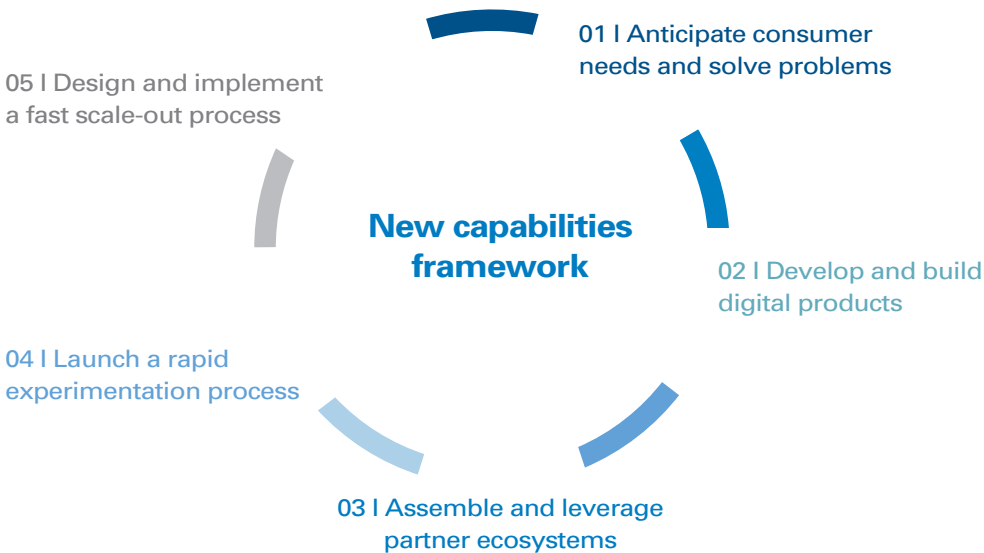 01 I Anticipate consumer
needs and solve problems
05 I Design and implement
a fast scale-out process
New capabilities
framework
02 I Develop and build
digital products
04 I Launch a rapid
experimentation process
03 I Assemble and leverage
partner ecosystems